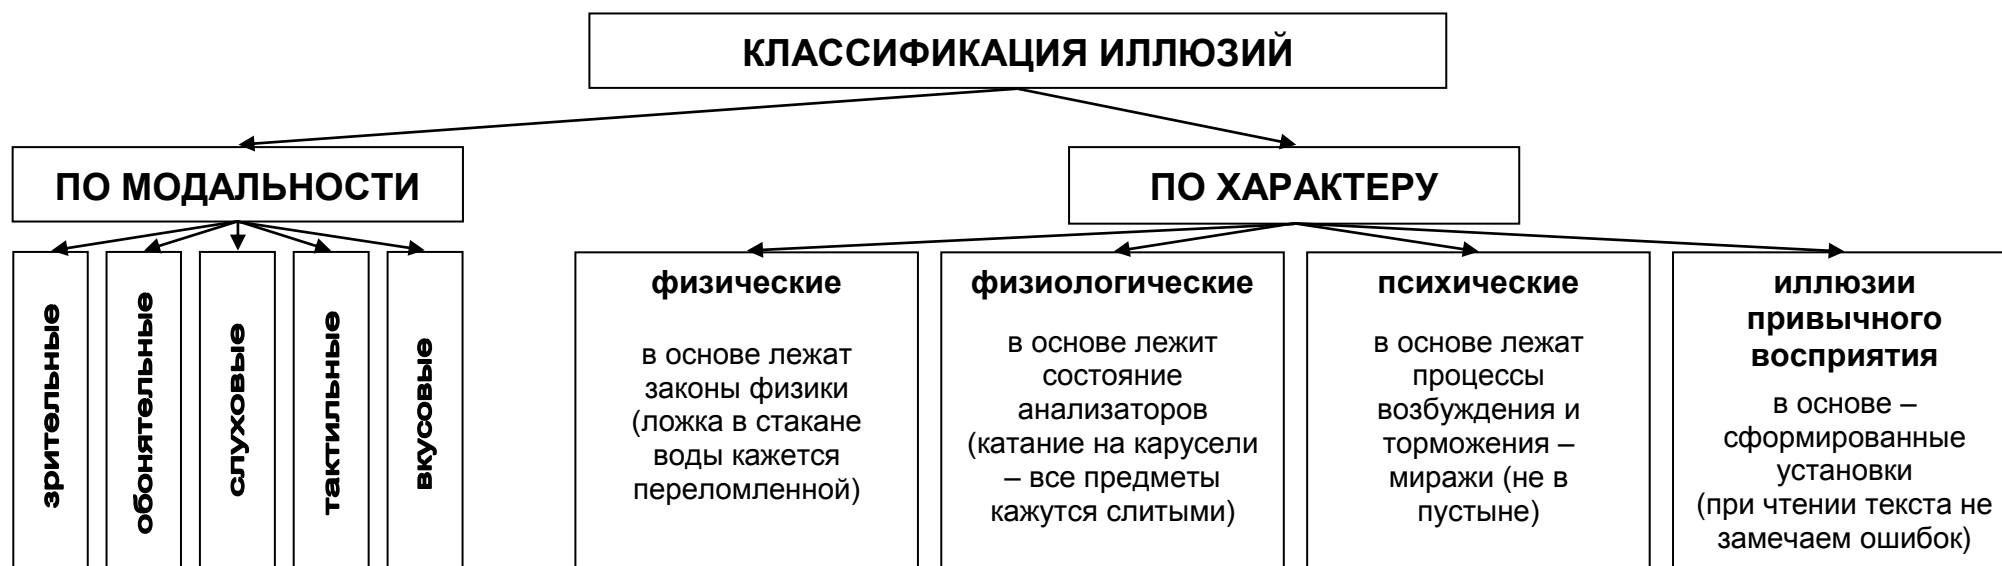 КЛАССИФИКАЦИЯ ИЛЛЮЗИЙ
ПО МОДАЛЬНОСТИ
ПО ХАРАКТЕРУ
зрительные
обонятельные
слуховые
тактильные
вкусовые
физические
в основе лежат
законы физики
(ложка в стакане
воды кажется
переломленной)
физиологические
в основе лежит
состояние
анализаторов
(катание на карусели
– все предметы
кажутся слитыми)
психические
в основе лежат
процессы
возбуждения и
торможения –
миражи (не в
пустыне)
иллюзии
привычного
восприятия
в основе –
сформированные
установки
(при чтении текста не
замечаем ошибок)